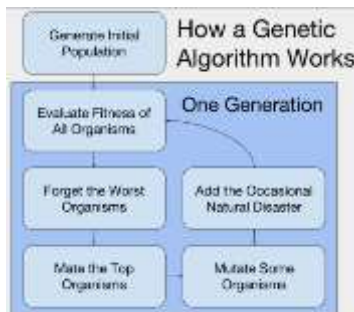 Generate Initial
Population
How a Genetic
Algorithm Works
One Generation
Evaluate Fitness of
All Organisms
Forget the Worst
Organisms
Add the Occasional
Natural Disaster
Mate the Top
Organisms
Mutate Some
Organisms